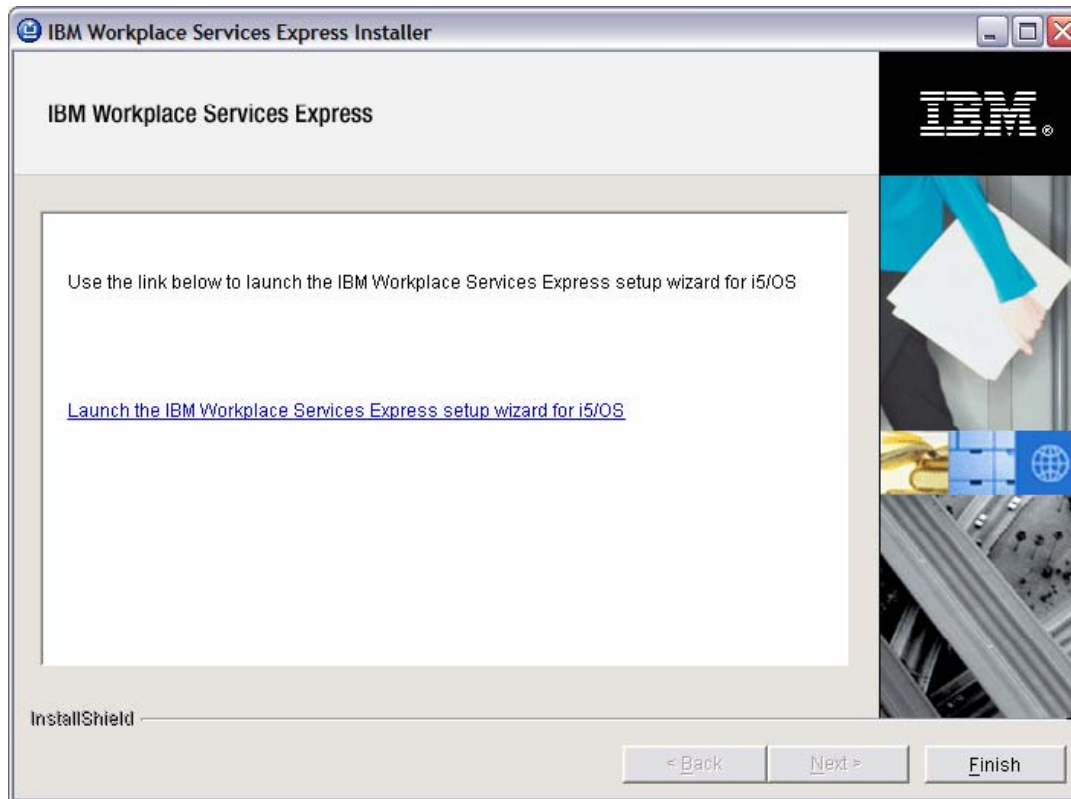 IBM Workplace Services Express Installer
IBM Workplace Services Express
IBM®
Use the link below to launch the IBM Workplace Services Express setup wizard for i5/OS
Launch the IBM Workplace Services Express setup wizard for i5/OS
InstallShield
< Back
Next >
Finish